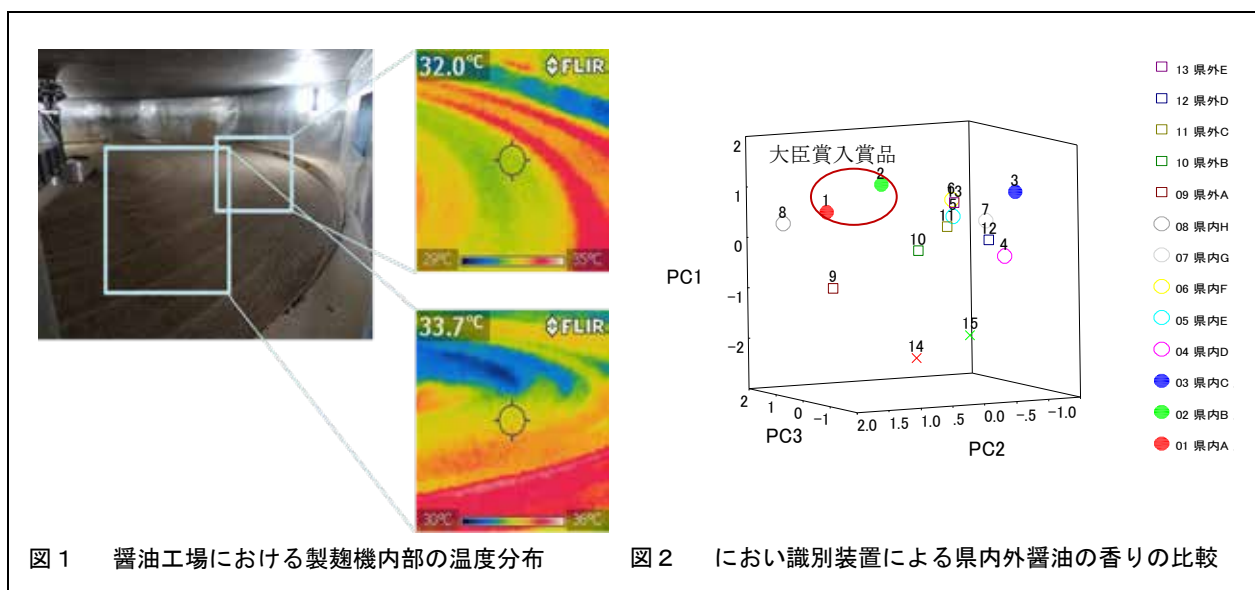 32.0℃
FLIR
29℃
35℃
33.7℃
FLIR
30℃
36℃
図１ 醤油工場における製麹機内部の温度分布
大臣賞入賞品
2
1
0
−1
−2
PC1
2
1
0
−1
PC3
2.0
1.5
1.0
.5
0.0
-.5
-1.0
PC2
1
2
3
4
5
6
7
8
9
10
11
12
13
14
15
13 県外E
12 県外D
11 県外C
10 県外B
09 県外A
08 県内H
07 県内G
06 県内F
05 県内E
04 県内D
03 県内C
02 県内B
01 県内A
図２ におい識別装置による県内外醤油の香りの比較